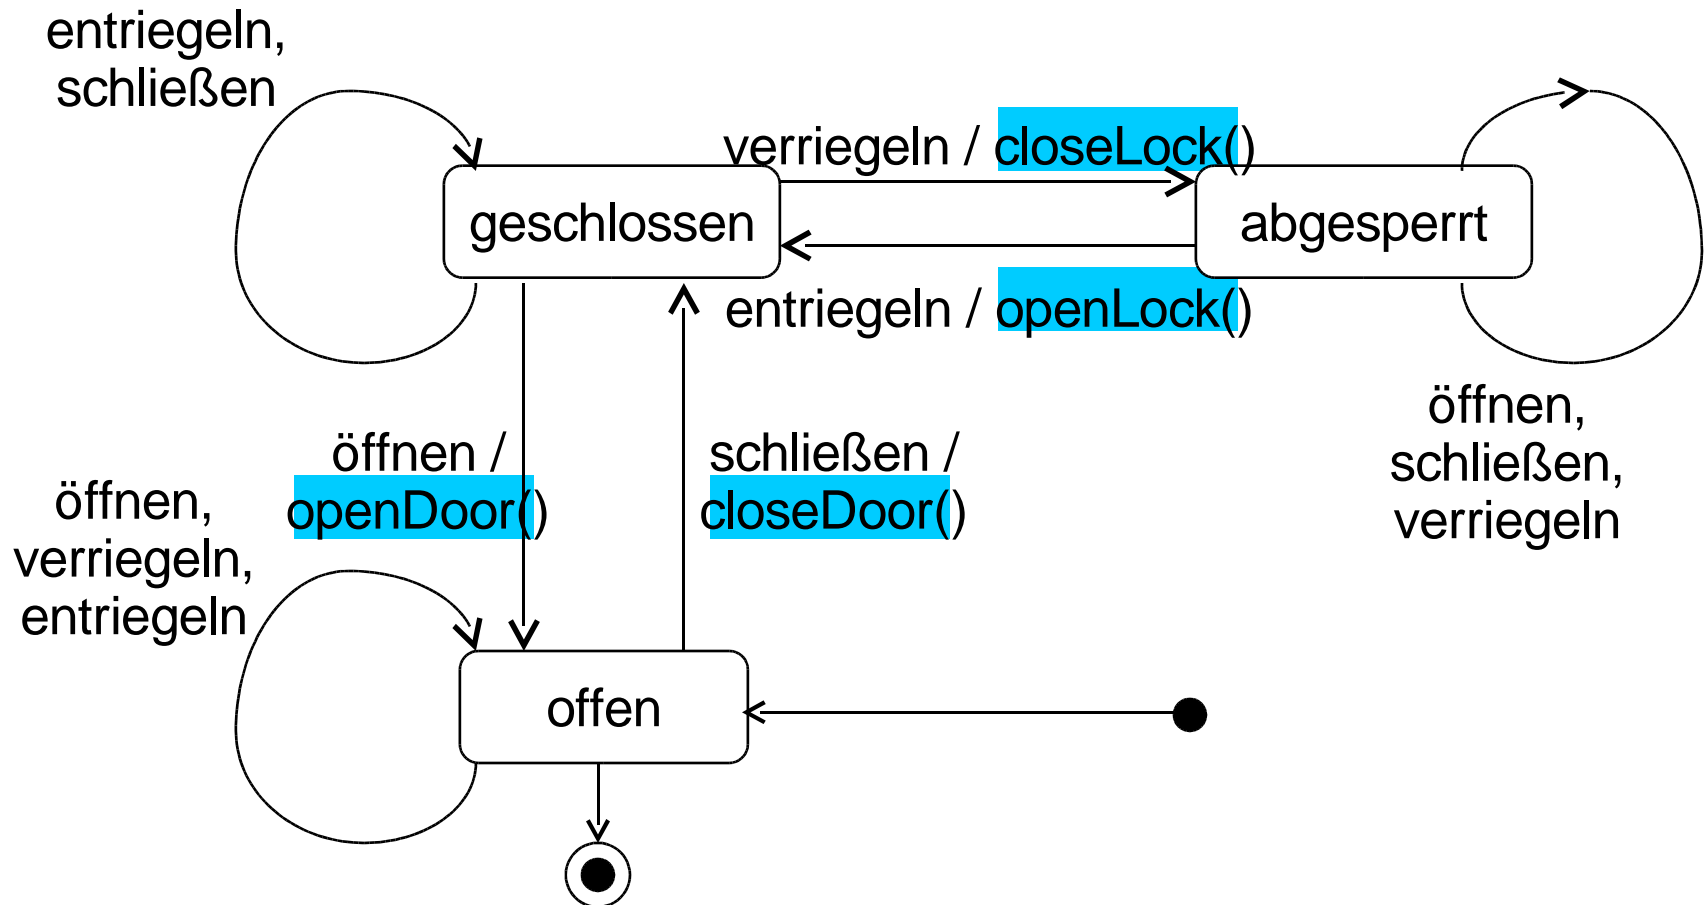 entriegeln,
schließen
verriegeln / closeLock()
geschlossen
abgesperrt
entriegeln / openLock()
öffnen /
openDoor()
schließen /
closeDoor()
öffnen,
schließen,
verriegeln
öffnen,
verriegeln,
entriegeln
offen